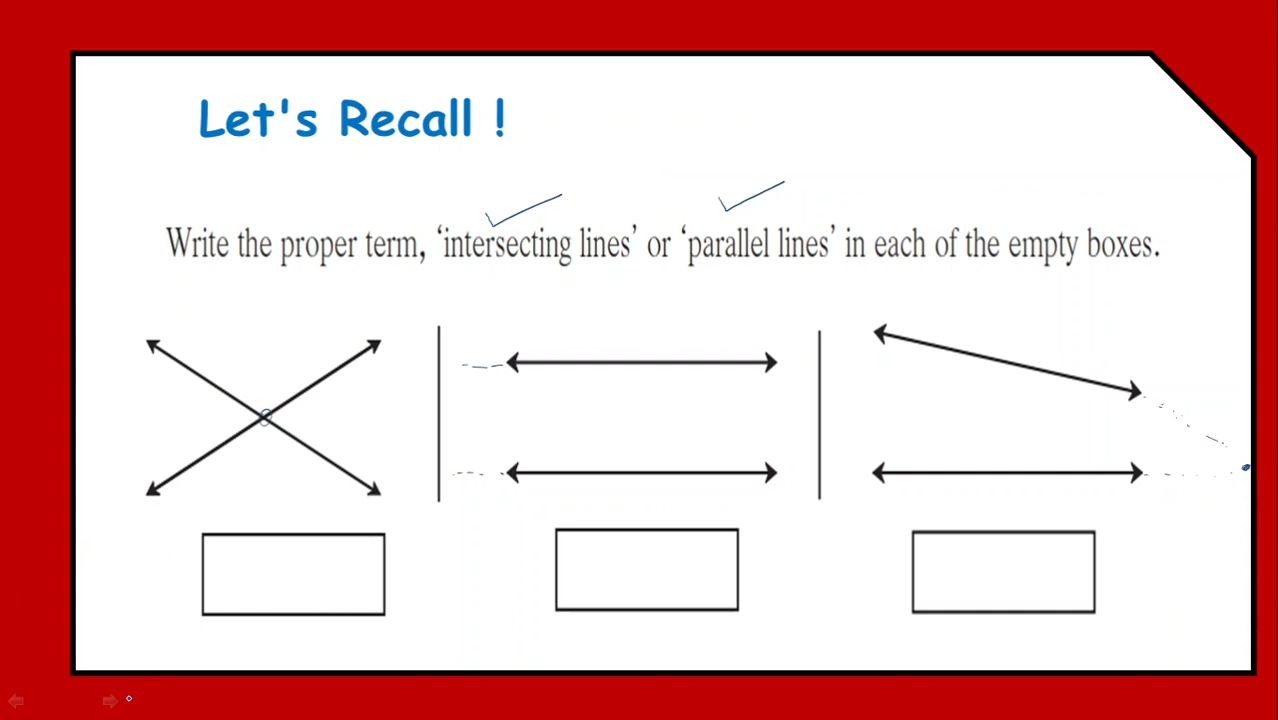 Let's Recall !
Write the proper term, ‘intersecting lines’ or ‘parallel lines’ in each of the empty boxes.